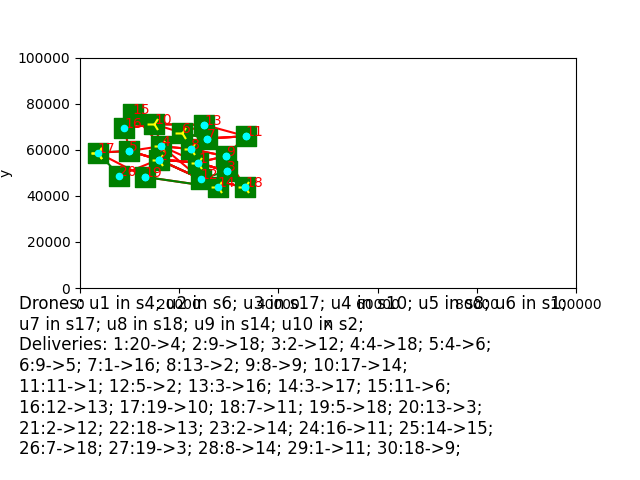 100000
80000
60000
40000
20000
0
y
0 20000 40000 60000 80000 100000
x
Drones: u1 in s4; u2 in s6; u3 in s17; u4 in s10; u5 in s8; u6 in s1;
u7 in s17; u8 in s18; u9 in s14; u10 in s2;
Deliveries: 1:20->4; 2:9->18; 3:2->12; 4:4->18; 5:4->6;
6:9->5; 7:1->16; 8:13->2; 9:8->9; 10:17->14;
11:11->1; 12:5->2; 13:3->16; 14:3->17; 15:11->6;
16:12->13; 17:19->10; 18:7->11; 19:5->18; 20:13->3;
21:2->12; 22:18->13; 23:2->14; 24:16->11; 25:14->15;
26:7->18; 27:19->3; 28:8->14; 29:1->11; 30:18->9;